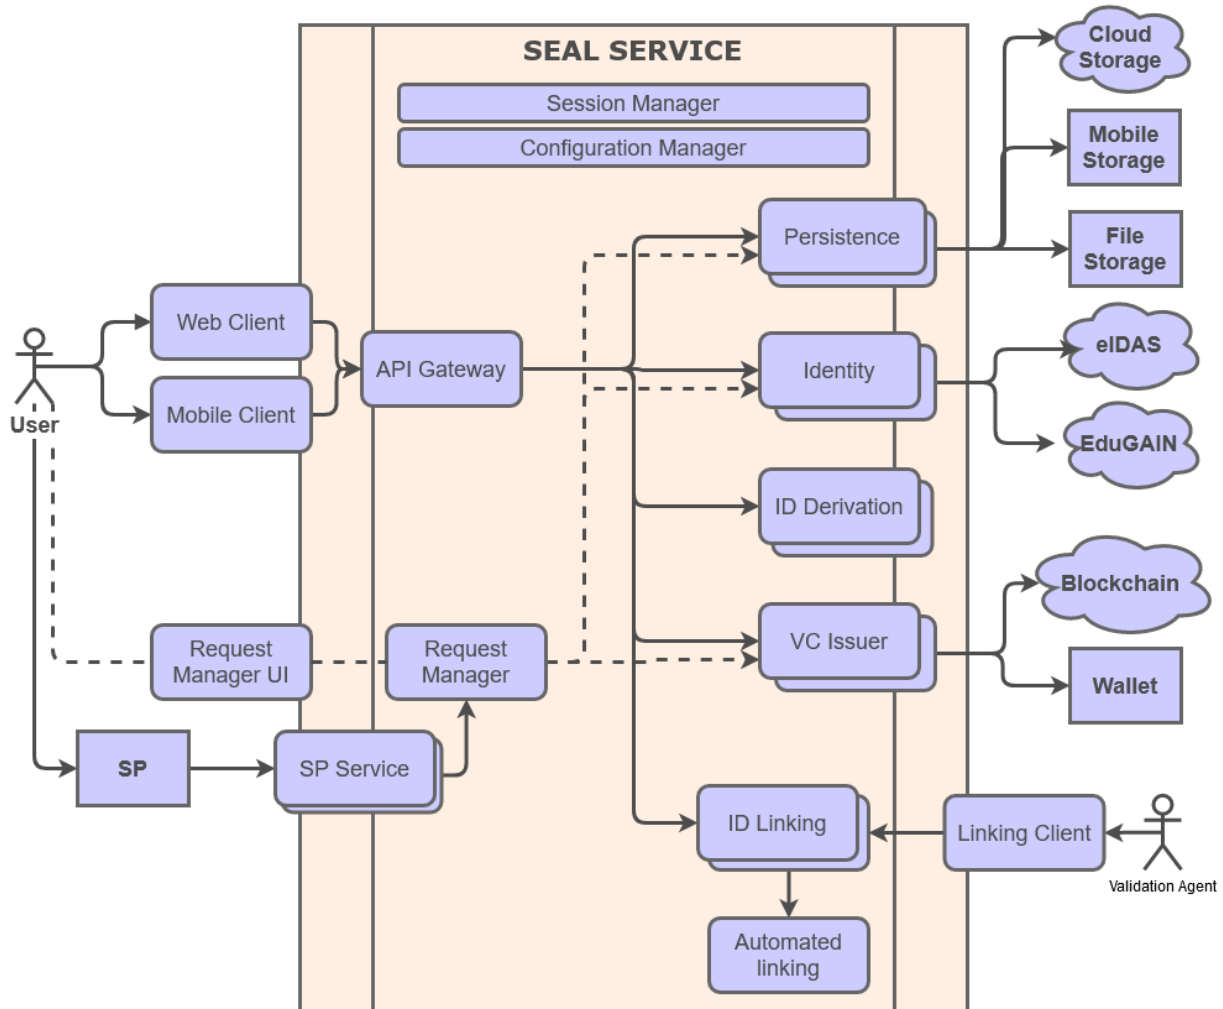 SEAL SERVICE
Session Manager
Configuration Manager
Cloud
Storage
Mobile
Storage
Persistence
File
Storage
Web Client
API Gateway
Mobile Client
User
Identity
eIDAS
EduGAIN
ID Derivation
Blockchain
VC Issuer
Wallet
Request
Manager UI
Request
Manager
SP
SP Service
ID Linking
Linking Client
Validation Agent
Automated
linking